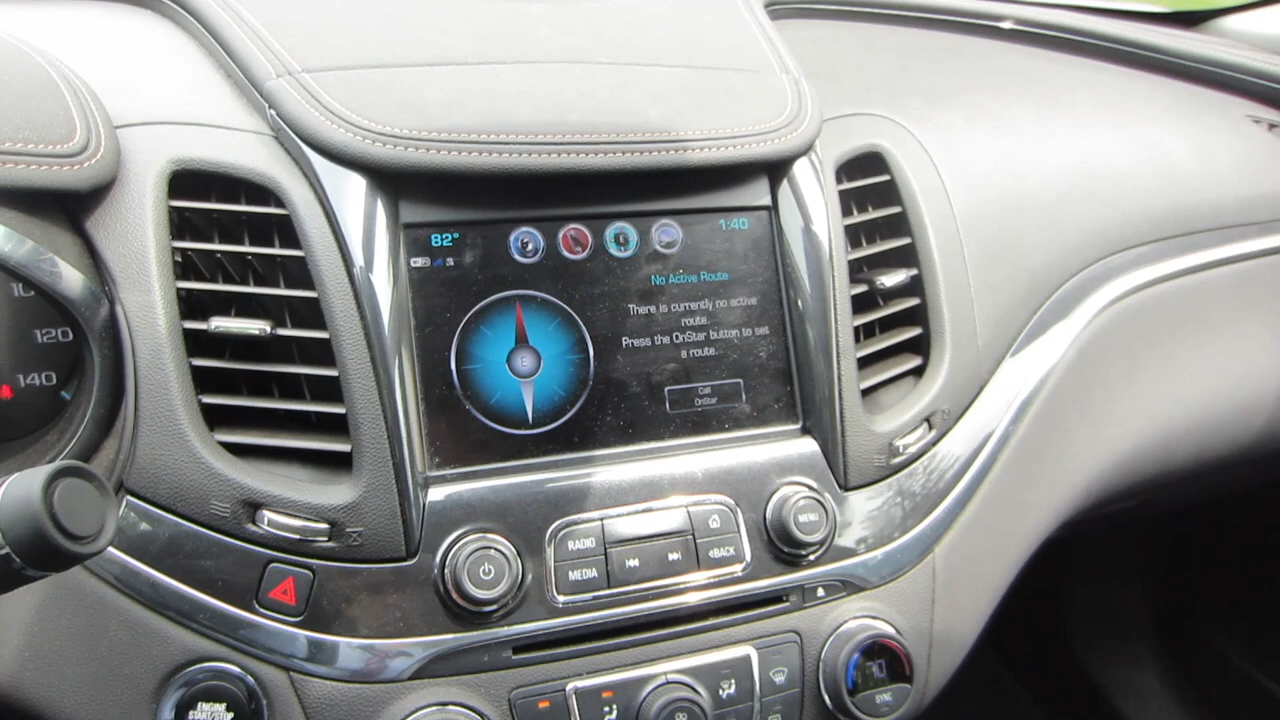 82°
1:40
E
No Active Route
There is currently no active
route.
Press the OnStar button to set
a route.
E
Call
OnStar
120
140
RADIO
MEDIA
BACK
MENU
ENGINE
START/STOP
70
SYNC